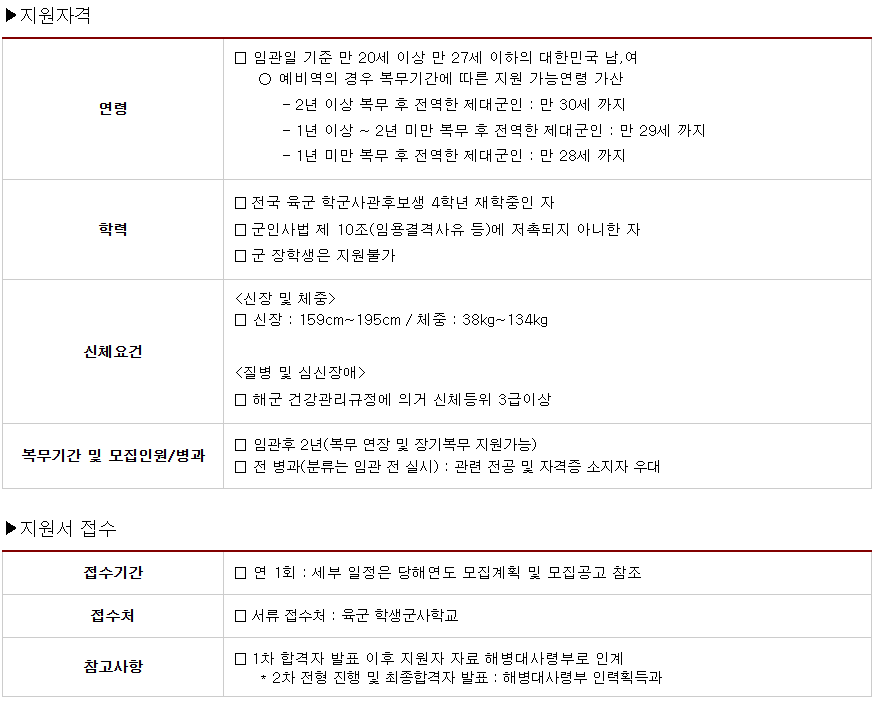 ▶지원자격
연령
□ 임관일 기준 만 20세 이상 만 27세 이하의 대한민국 남,여
○ 예비역의 경우 복무기간에 따른 지원 가능연령 가산
- 2년 이상 복무 후 전역한 제대군인 : 만 30세 까지
- 1년 이상 ~ 2년 미만 복무 후 전역한 제대군인 : 만 29세 까지
- 1년 미만 복무 후 전역한 제대군인 : 만 28세 까지
학력
□ 전국 육군 학군사관후보생 4학년 재학중인 자
□ 군인사법 제 10조(임용결격사유 등)에 저촉되지 아니한 자
□ 군 장학생은 지원불가
신체요건
<신장 및 체중>
□ 신장 : 159cm~195cm / 체중 : 38kg~134kg
<질병 및 심신장애>
□ 해군 건강관리규정에 의거 신체등위 3급이상
복무기간 및 모집인원/병과
□ 임관후 2년(복무 연장 및 장기복무 지원가능)
□ 전 병과(분류는 임관 전 실시) : 관련 전공 및 자격증 소지자 우대
▶지원서 접수
접수기간
□ 연 1회 : 세부 일정은 당해연도 모집계획 및 모집공고 참조
접수처
□ 서류 접수처 : 육군 학생군사학교
참고사항
□ 1차 합격자 발표 이후 지원자 자료 해병대사령부로 인계
* 2차 전형 진행 및 최종합격자 발표 : 해병대사령부 인력획득과